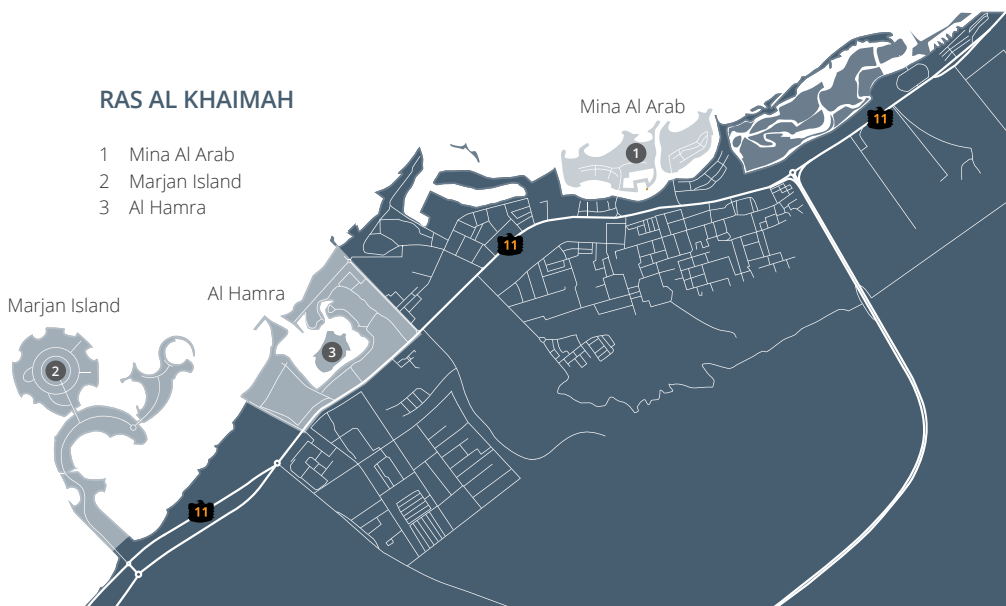 RAS AL KHAIMAH
1 Mina Al Arab
2 Marjan Island
3 Al Hamra
Mina Al Arab
1
11
11
Al Hamra
Marjan Island
3
2
11